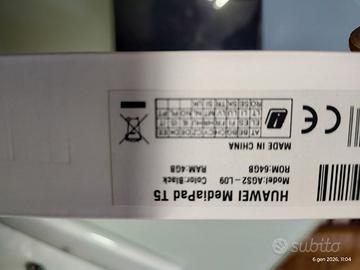 HUAWEI MediaPad T5
Model:AGS2-L09 Color:Black
ROM:64GB RAM:4GB
MADE IN CHINA
CE
subito
6 gen 2026, 11:04